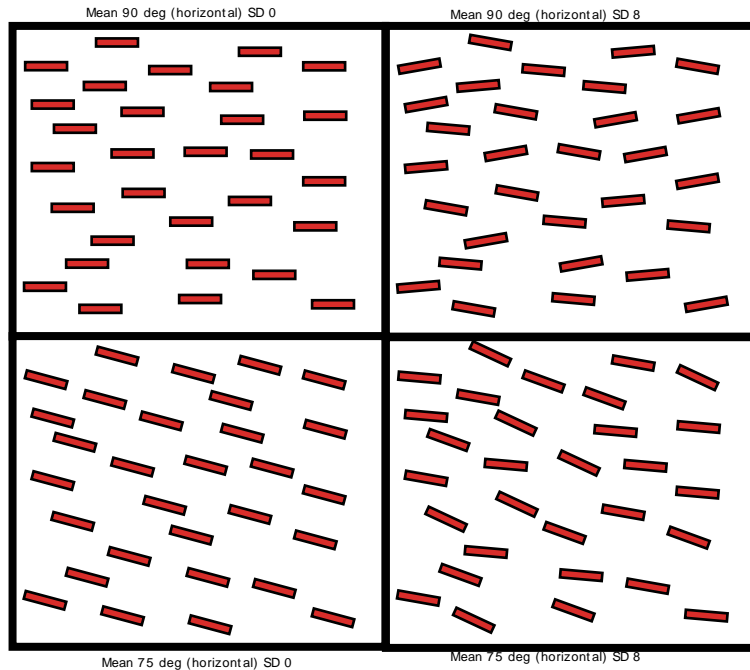 Mean 90 deg (horizontal) SD 0
Mean 90 deg (horizontal) SD 8
Mean 75 deg (horizontal) SD 0
Mean 75 deg (horizontal) SD 8